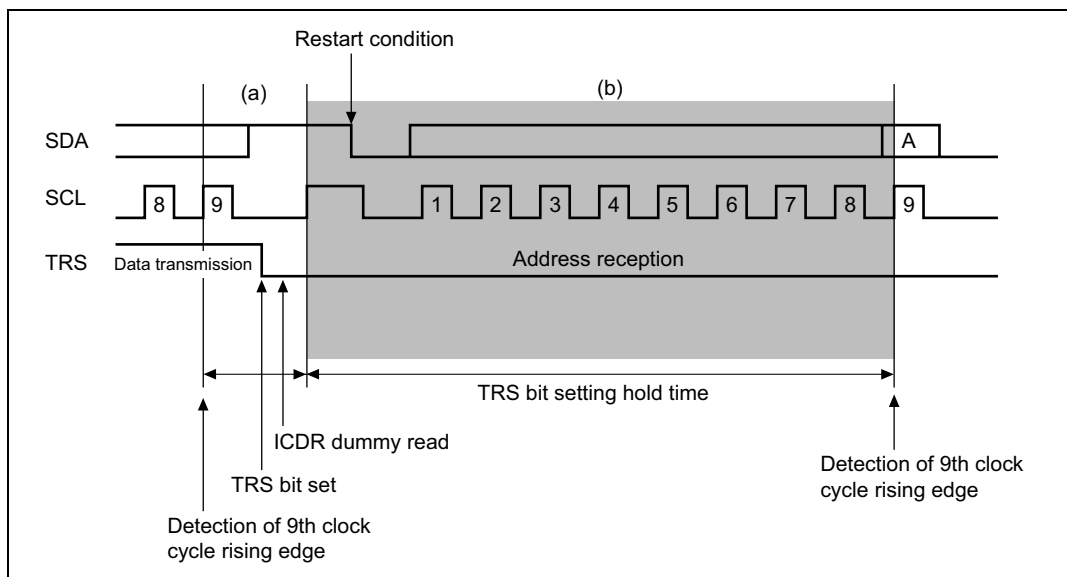 Restart condition
(a)
(b)
SDA
A
SCL
8
9
1
2
3
4
5
6
7
8
9
TRS
Data transmission
Address reception
TRS bit setting hold time
ICDR dummy read
TRS bit set
Detection of 9th clock
cycle rising edge
Detection of 9th clock
cycle rising edge